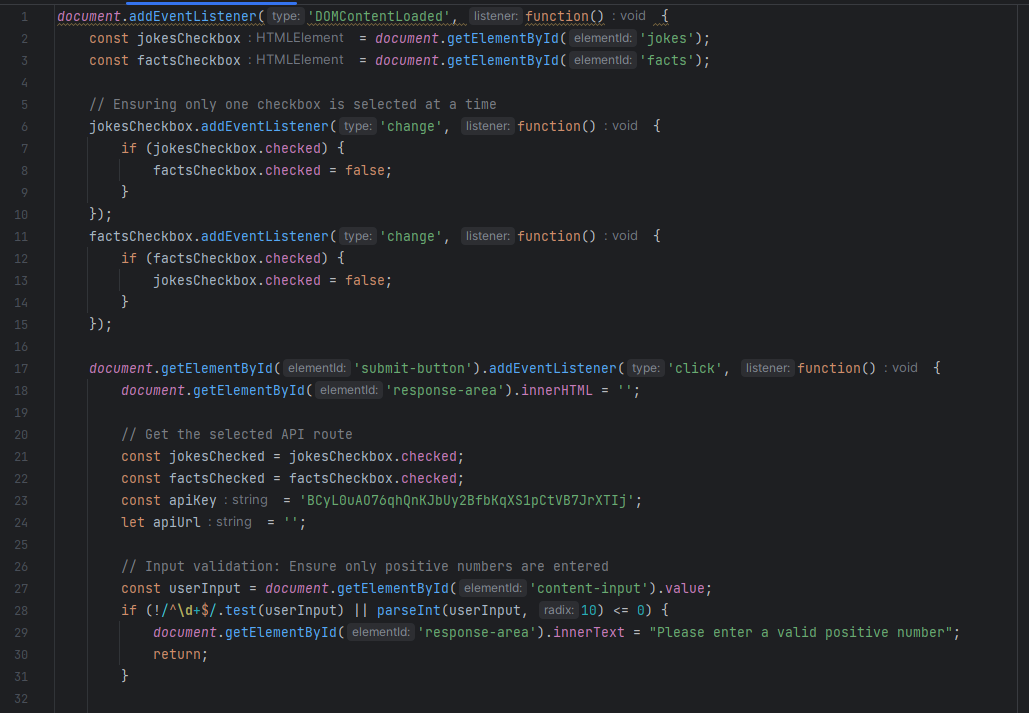 1 document.addEventListener( type: 'DOMContentLoaded', listener: function() : void {
2 const jokesCheckbox : HTMLElement = document.getElementById( elementId: 'jokes');
3 const factsCheckbox : HTMLElement = document.getElementById( elementId: 'facts');
4
5 // Ensuring only one checkbox is selected at a time
6 jokesCheckbox.addEventListener( type: 'change', listener: function() : void {
7 if (jokesCheckbox.checked) {
8 factsCheckbox.checked = false;
9 }
10 });
11 factsCheckbox.addEventListener( type: 'change', listener: function() : void {
12 if (factsCheckbox.checked) {
13 jokesCheckbox.checked = false;
14 }
15 });
16
17 document.getElementById( elementId: 'submit-button').addEventListener( type: 'click', listener: function() : void {
18 document.getElementById( elementId: 'response-area').innerHTML = '';
19
20 // Get the selected API route
21 const jokesChecked = jokesCheckbox.checked;
22 const factsChecked = factsCheckbox.checked;
23 const apiKey : string = 'BCyL0uAO76qhQnKJbUy2BfbKqXS1pCtVB7JrXTIj';
24 let apiUrl : string = '';
25
26 // Input validation: Ensure only positive numbers are entered
27 const userInput = document.getElementById( elementId: 'content-input').value;
28 if (!/^\d+$/.test(userInput) || parseInt(userInput, radix: 10) <= 0) {
29 document.getElementById( elementId: 'response-area').innerText = "Please enter a valid positive number";
30 return;
31 }
32